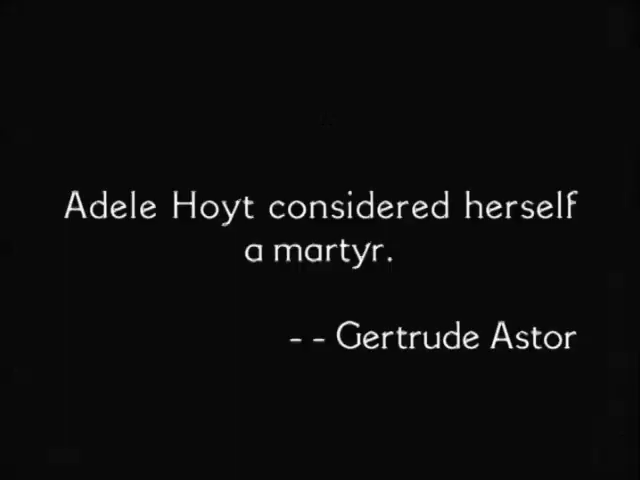 Adele Hoyt considered herself
a martyr.
-- Gertrude Astor